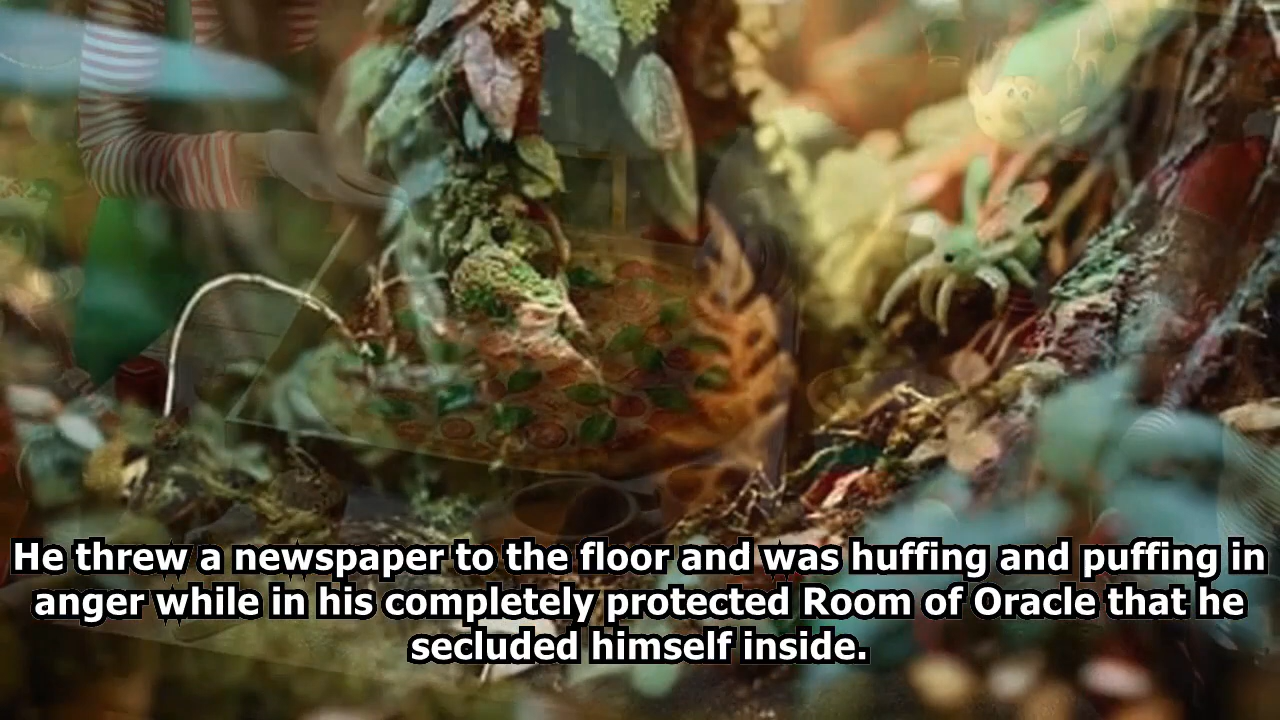 He threw a newspaper to the floor and was huffing and puffing in
anger while in his completely protected Room of Oracle that he
secluded himself inside.